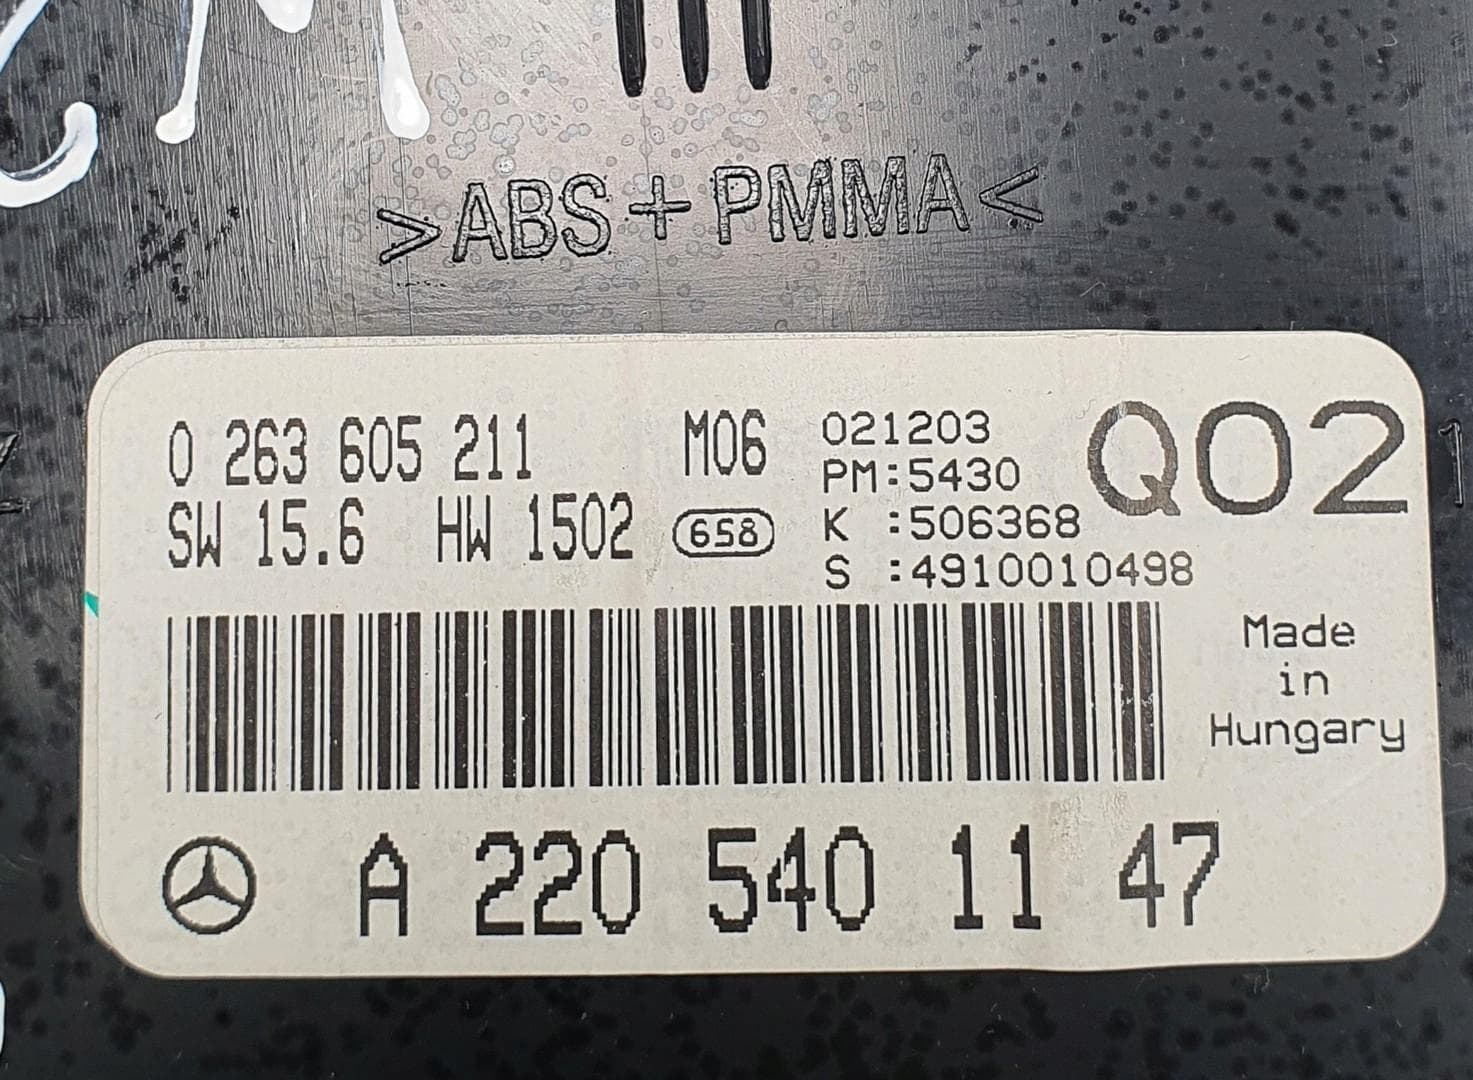 >ABS+PMMA<
0 263 605 211 M06 021203 Q02
PM:5430
SW 15.6 HW 1502 658 K :506368
S :4910010498
Made
in
Hungary
A 220 540 11 47